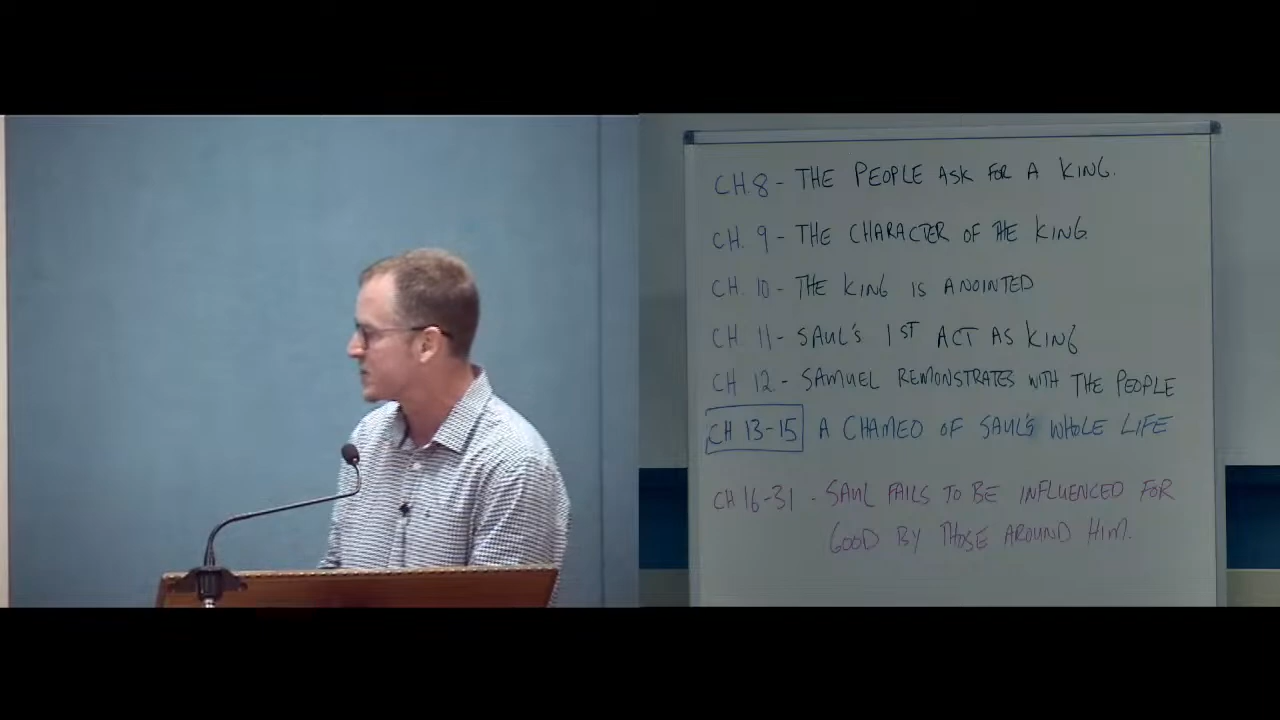 CH. 8 - THE PEOPLE ASK FOR A KING.
CH. 9 - THE CHARACTER OF THE KING.
CH. 10 - THE KING IS ANOINTED
CH. 11 - SAUL'S 1ST ACT AS KING
CH 12 - SAMUEL REMONSTRATES WITH THE PEOPLE
CH 13-15 A CHAMEO OF SAUL'S WHOLE LIFE
CH 16-31 - SAUL FAILS TO BE INFLUENCED FOR
GOOD BY THOSE AROUND HIM.